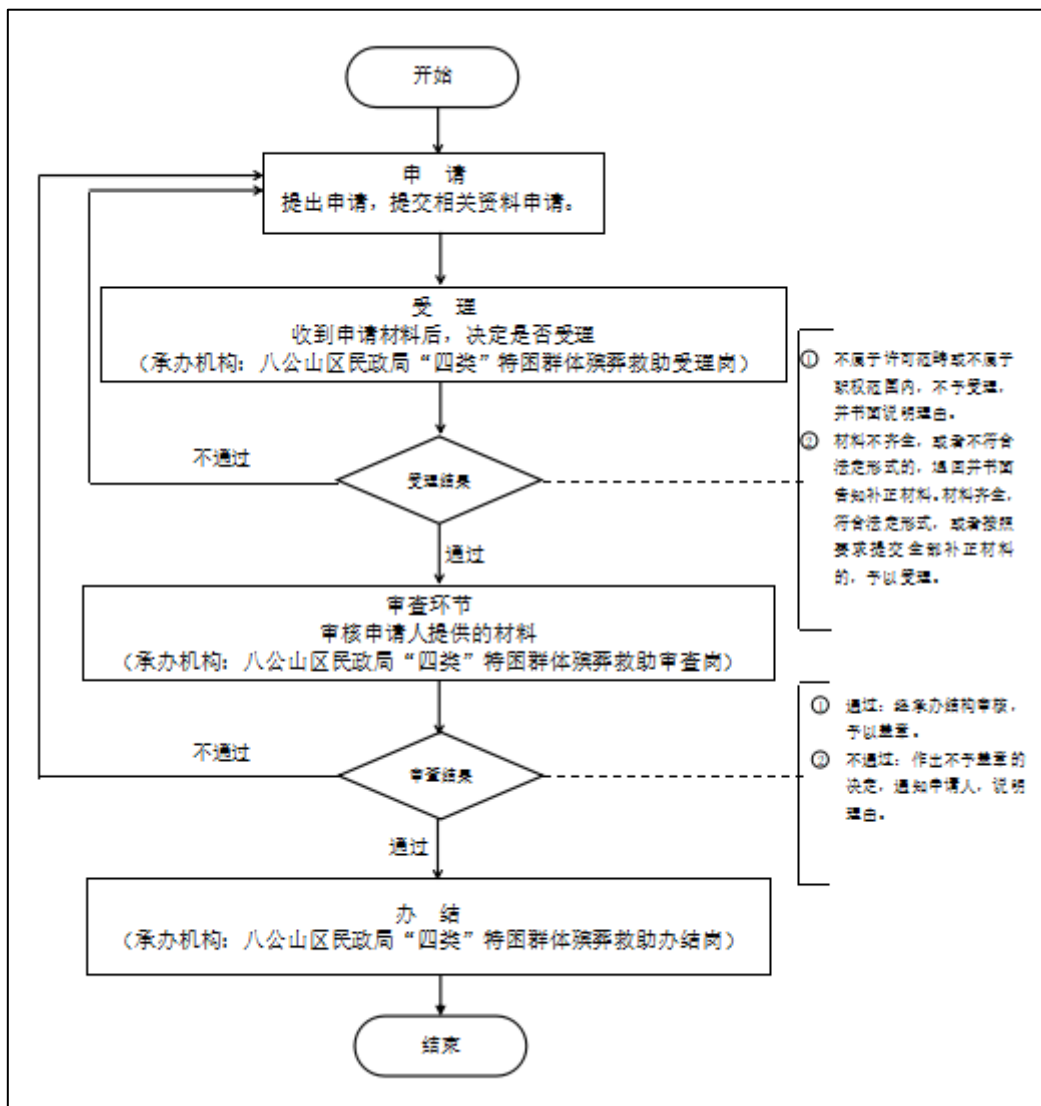 开始
申 请
提出申请，提交相关资料申请。
受 理
收到申请材料后，决定是否受理
（承办机构：八公山区民政局“四类”特困群体殡葬救助受理岗）
① 不属于许可范畴或不属于
职权范围内，不予受理，
并书面说明理由。
② 材料不齐全，或者不符合
法定形式的，退回并书面
告知补正材料。材料齐全，
符合法定形式，或者按照
要求提交全部补正材料
的，予以受理。
不通过
受理结果
通过
审查环节
审核申请人提供的材料
（承办机构：八公山区民政局“四类”特困群体殡葬救助审查岗）
① 通过：经承办结构审核，
予以盖章。
② 不通过：作出不予盖章的
决定，通知申请人，说明
理由。
不通过
审查结果
通过
办 结
（承办机构：八公山区民政局“四类”特困群体殡葬救助办结岗）
结束